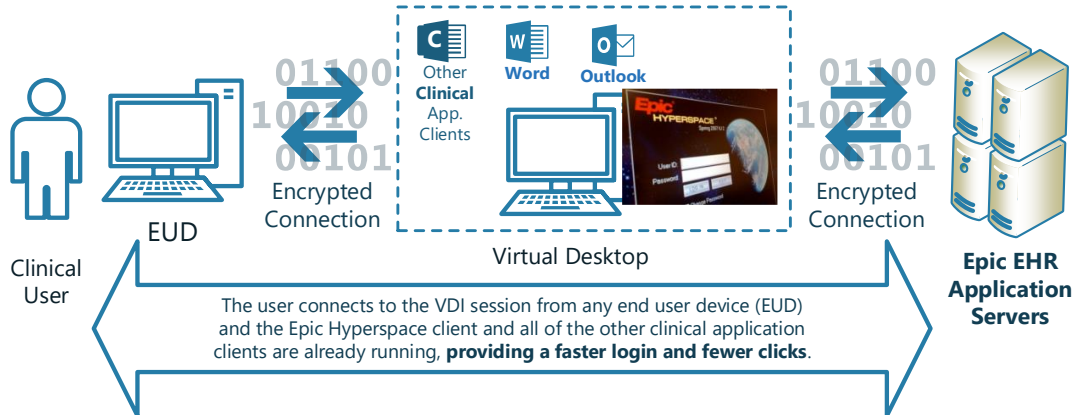 01100
10010
00101
Encrypted
Connection
EUD
Clinical
User
C
Other
Clinical
App.
Clients
W
Word
O
Outlook
Epic
HYPERSPACE
User ID:
Password
Password
Virtual Desktop
01100
10010
00101
Encrypted
Connection
Epic EHR
Application
Servers
The user connects to the VDI session from any end user device (EUD)
and the Epic Hyperspace client and all of the other clinical application
clients are already running, providing a faster login and fewer clicks.